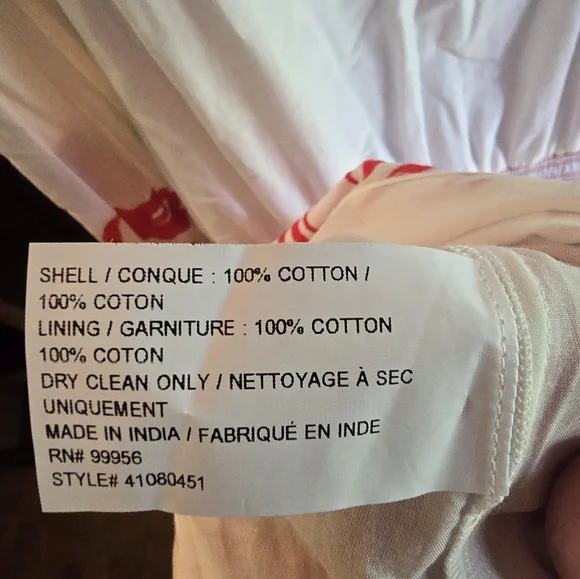 SHELL / CONQUE : 100% COTTON /
100% COTON
LINING / GARNITURE : 100% COTTON
100% COTON
DRY CLEAN ONLY / NETTOYAGE À SEC
UNIQUEMENT
MADE IN INDIA / FABRIQUÉ EN INDE
RN# 99956
STYLE# 41080451